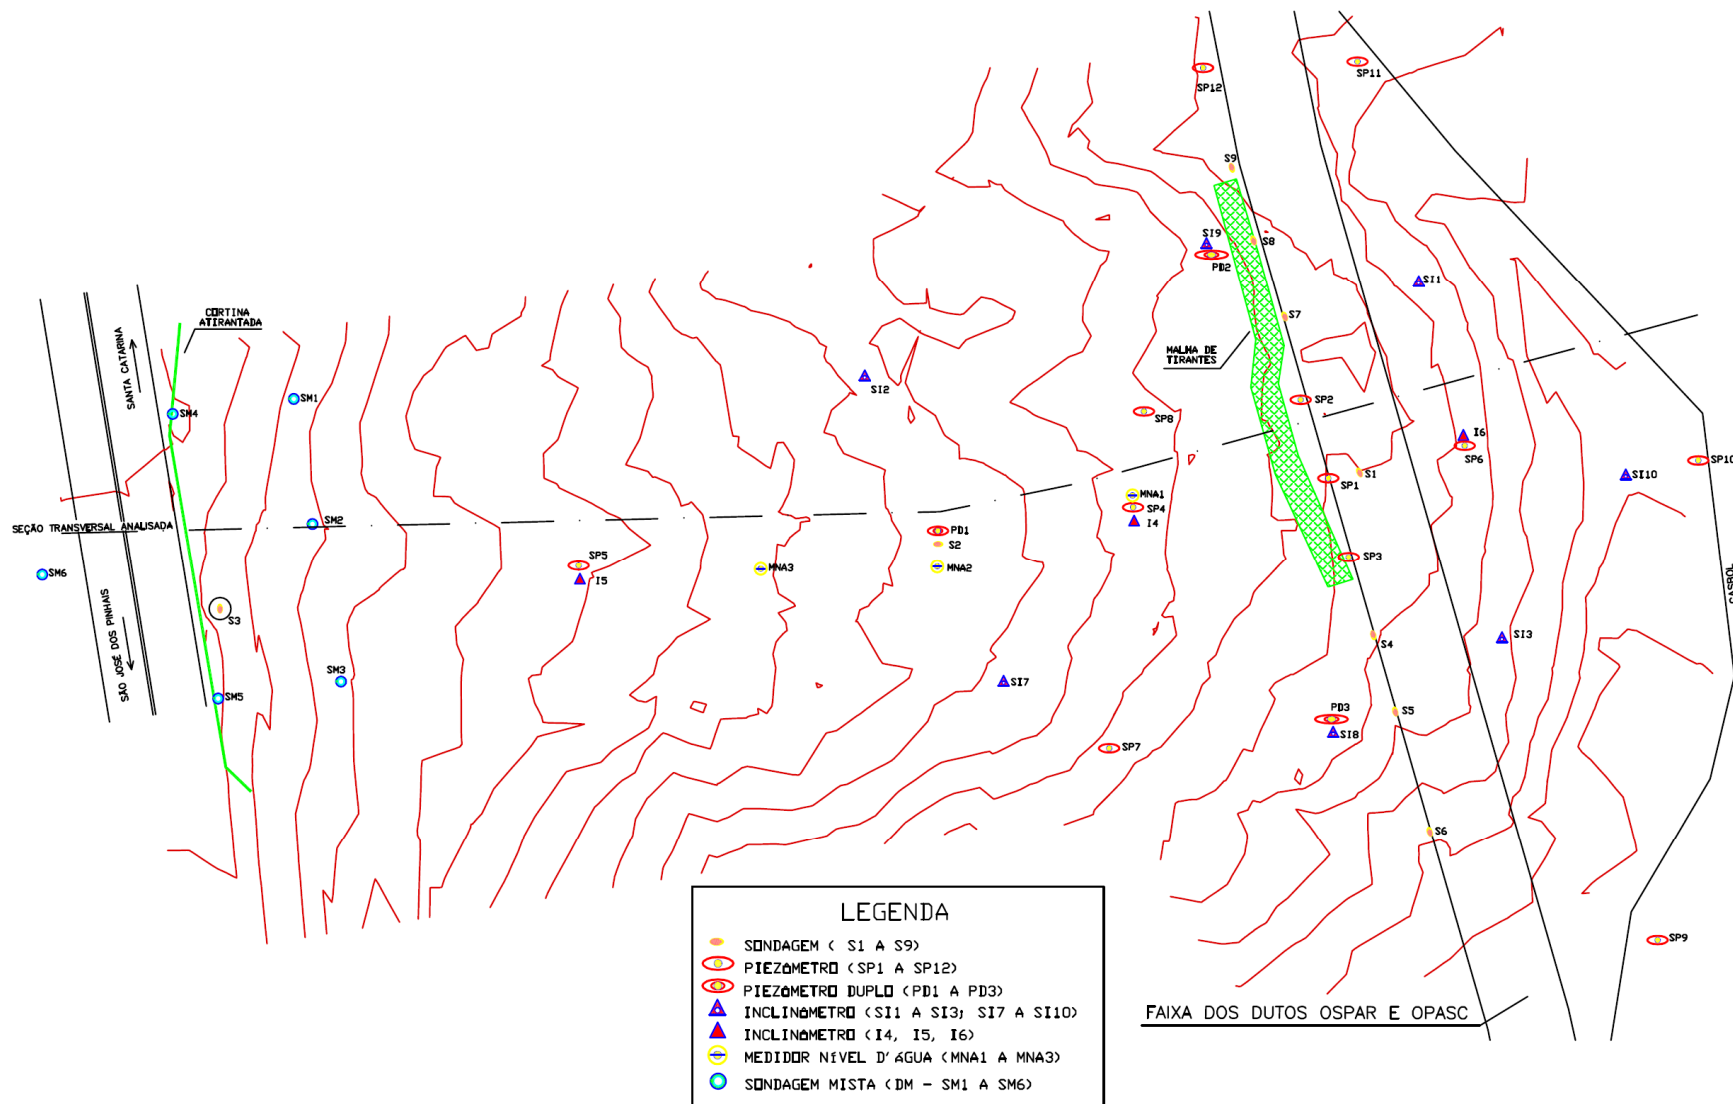 SP11
SP12
S9
SI9
S8
PD2
SI1
S7
CORTINA
ATIRANTADA
SANTA CATARINA
MALHA DE
TIRANTES
SI2
SM1
SM4
SP2
SP8
I6
SP6
SP10
S1
SP1
SI10
MNA1
SP4
I4
SEÇÃO TRANSVERSAL ANALISADA
SM2
PD1
S2
SP5
SP3
MNA3
MNA2
I5
SM6
GASBOL
S3
SÃO JOSÉ DOS PINHAIS
SI3
S4
SM3
SI7
SM5
PD3
S5
SI8
SP7
S6
SP9
LEGENDA
SONDAGEM ( S1 A S9)
PIEZÔMETRO (SP1 A SP12)
PIEZÔMETRO DUPLO (PD1 A PD3)
INCLINÔMETRO (SI1 A SI3; SI7 A SI10)
INCLINÔMETRO (I4, I5, I6)
MEDIDOR NÍVEL D'ÁGUA (MNA1 A MNA3)
SONDAGEM MISTA (DM - SM1 A SM6)
FAIXA DOS DUTOS OSPAR E OPASC